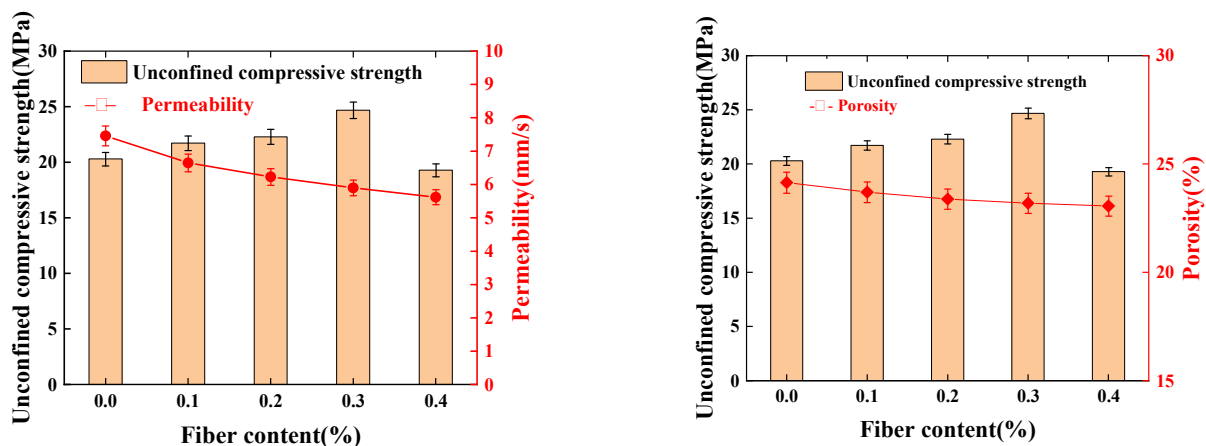 Unconfined compressive strength(MPa)
30
25
20
15
10
5
0
Unconfined compressive strength
Permeability
10
9
8
7
6
5
4
3
2
1
0
Permeability(mm/s)
0.0 0.1 0.2 0.3 0.4
Fiber content(%)
Unconfined compressive strength(MPa)
30
25
20
15
10
5
0
Unconfined compressive strength
Porosity
30
25
20
15
Porosity(%)
0.0 0.1 0.2 0.3 0.4
Fiber content(%)